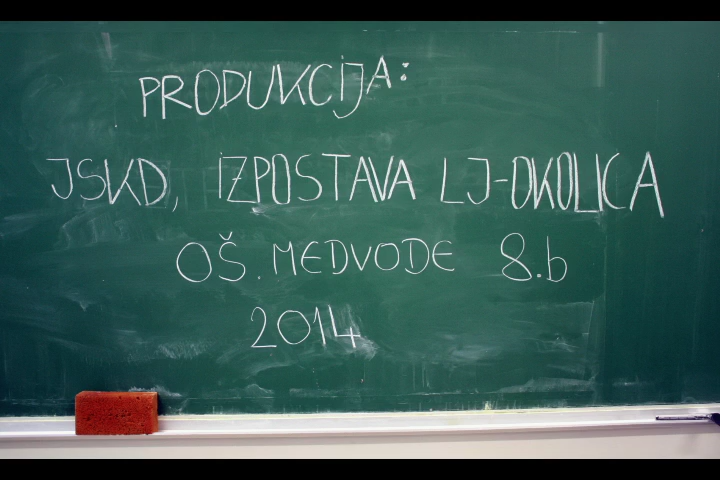 PRODUKCIJA:
JSKD, IZPOSTAVA LJ-OKOLICA
OŠ. MEDVODE 8.b
2014